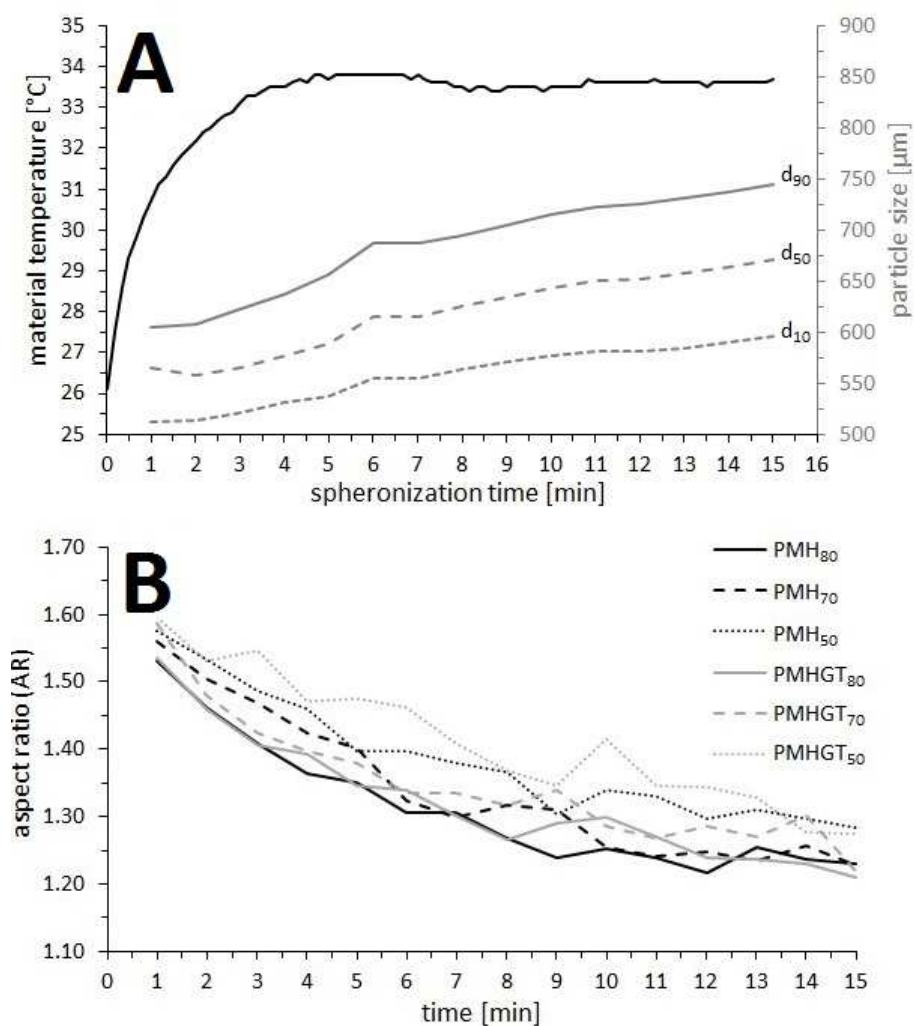 A
material temperature [°C]
35
34
33
32
31
30
29
28
27
26
25
900
850
800
750
700
650
600
550
500
particle size [µm]
d90
d50
d10
0 1 2 3 4 5 6 7 8 9 10 11 12 13 14 15 16
spheronization time [min]
B
aspect ratio (AR)
1.70
1.60
1.50
1.40
1.30
1.20
1.10
PMH80
PMH70
PMH50
PMHGT80
PMHGT70
PMHGT50
0 1 2 3 4 5 6 7 8 9 10 11 12 13 14 15
time [min]